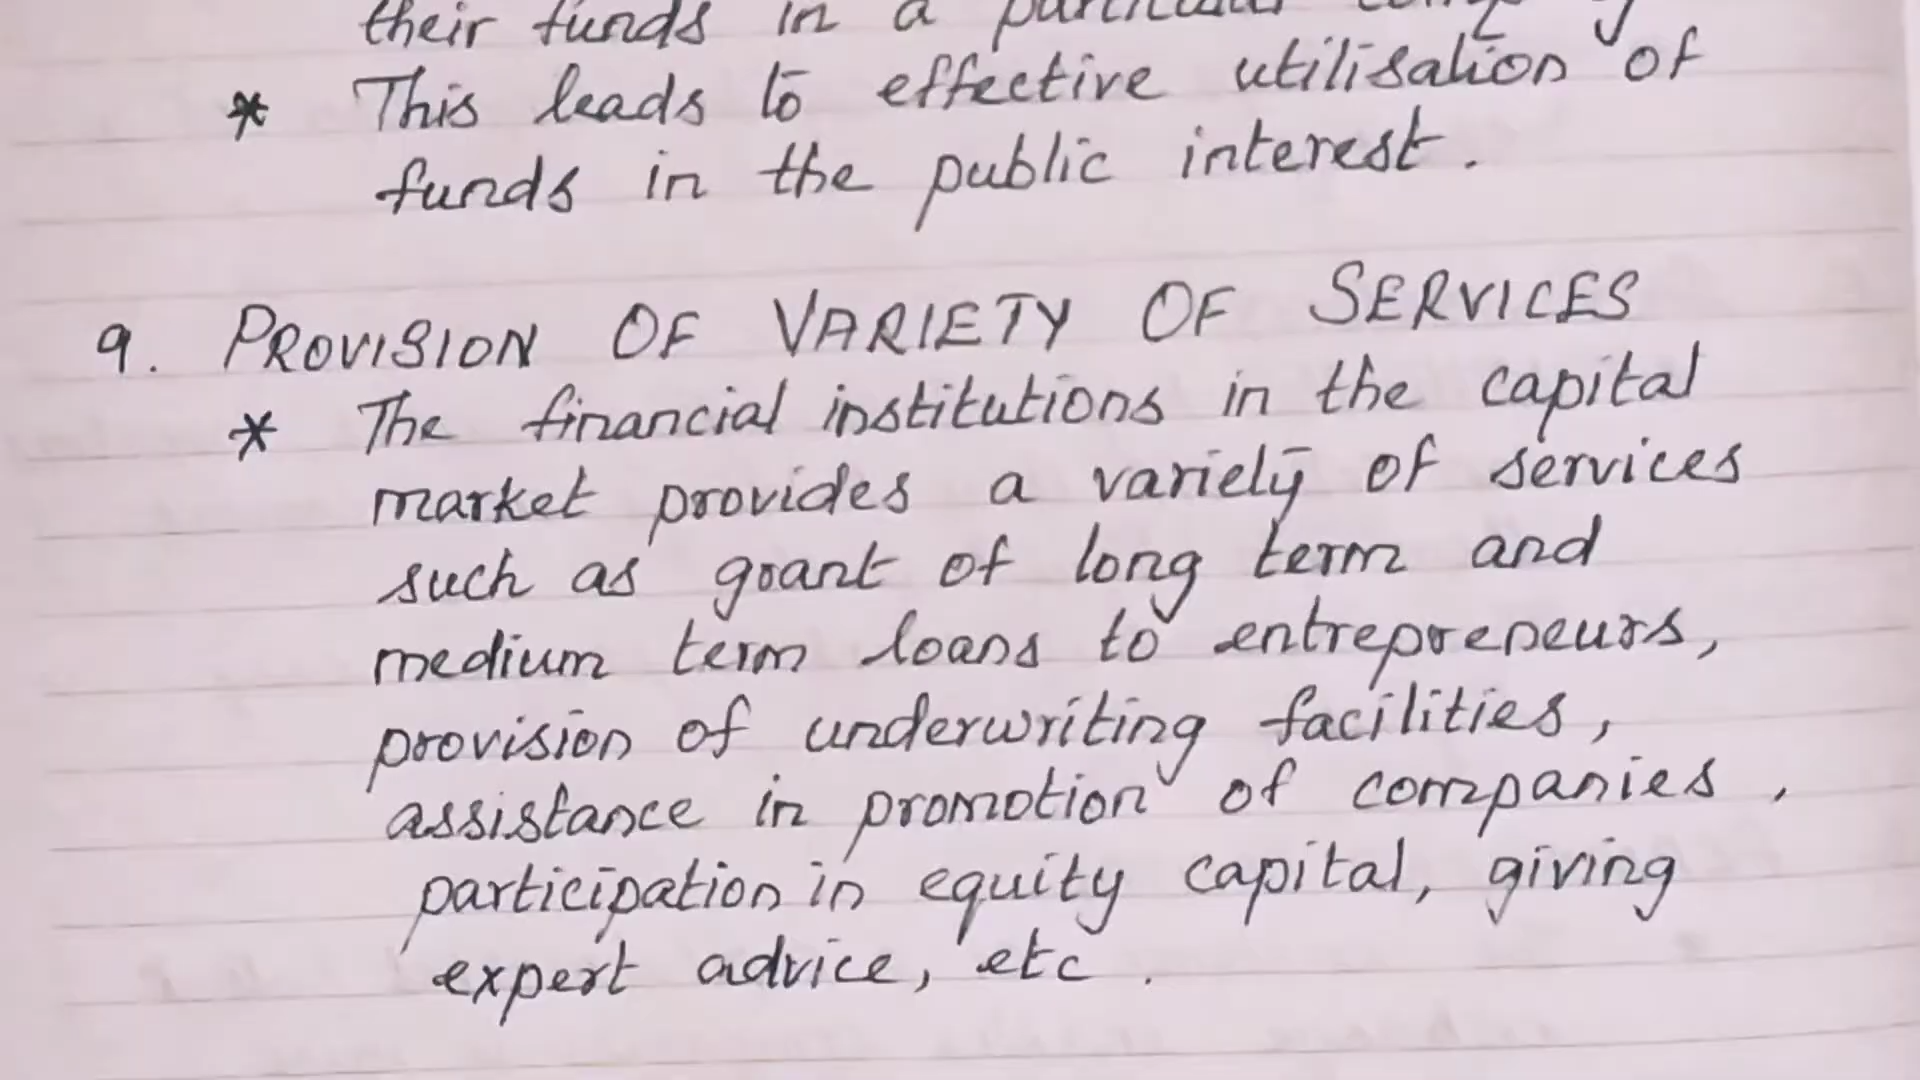 their funds in a particular company
* This leads to effective utilisation of
funds in the public interest.
9. PROVISION OF VARIETY OF SERVICES
* The financial institutions in the capital
market provides a variety of services
such as grant of long term and
medium term loans to entrepreneurs,
provision of underwriting facilities,
assistance in promotion of companies,
participation in equity capital, giving
expert advice, etc.